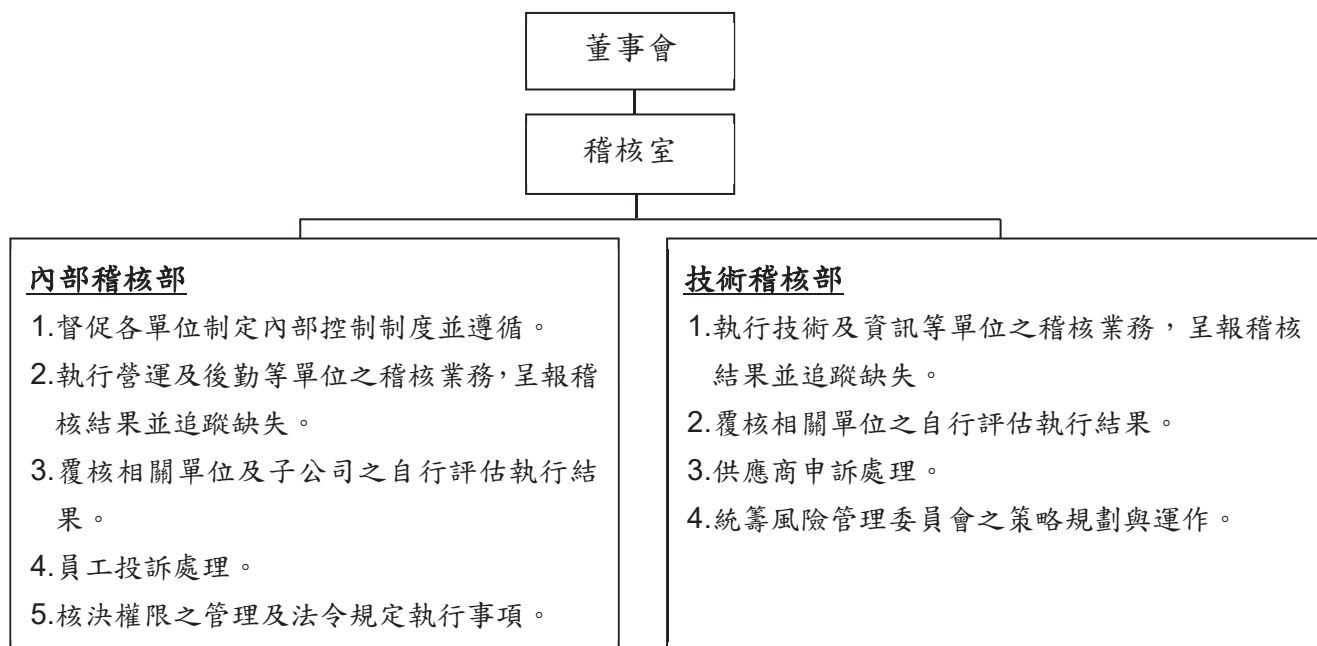 董事會
稽核室
內部稽核部
1.督促各單位制定內部控制制度並遵循。
2.執行營運及後勤等單位之稽核業務,呈報稽
核結果並追蹤缺失。
3.覆核相關單位及子公司之自行評估執行結
果。
4.員工投訴處理。
5.核決權限之管理及法令規定執行事項。
技術稽核部
1.執行技術及資訊等單位之稽核業務，呈報稽核
結果並追蹤缺失。
2.覆核相關單位之自行評估執行結果。
3.供應商申訴處理。
4.統籌風險管理委員會之策略規劃與運作。